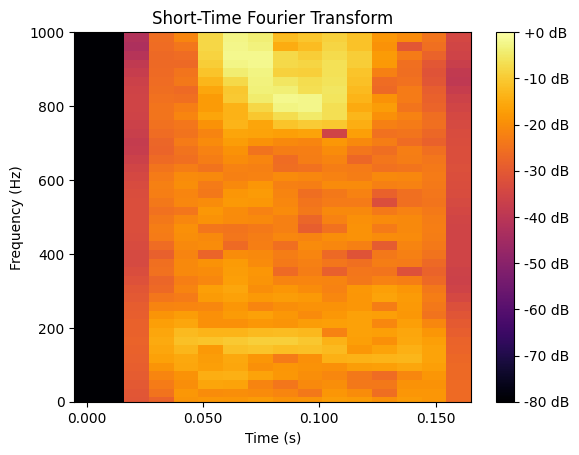 Short-Time Fourier Transform
1000
800
600
400
200
0
Frequency (Hz)
0.000
0.050
0.100
0.150
Time (s)
+0 dB
-10 dB
-20 dB
-30 dB
-40 dB
-50 dB
-60 dB
-70 dB
-80 dB